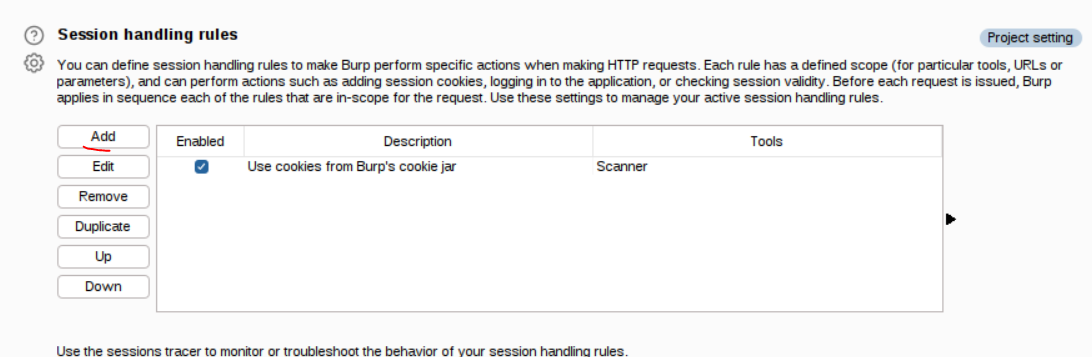 Session handling rules
Project setting
You can define session handling rules to make Burp perform specific actions when making HTTP requests. Each rule has a defined scope (for particular tools, URLs or
parameters), and can perform actions such as adding session cookies, logging in to the application, or checking session validity. Before each request is issued, Burp
applies in sequence each of the rules that are in-scope for the request. Use these settings to manage your active session handling rules.
Add
Enabled Description Tools
Edit
Use cookies from Burp's cookie jar Scanner
Remove
Duplicate
Up
Down
Use the sessions tracer to monitor or troubleshoot the behavior of your session handling rules.